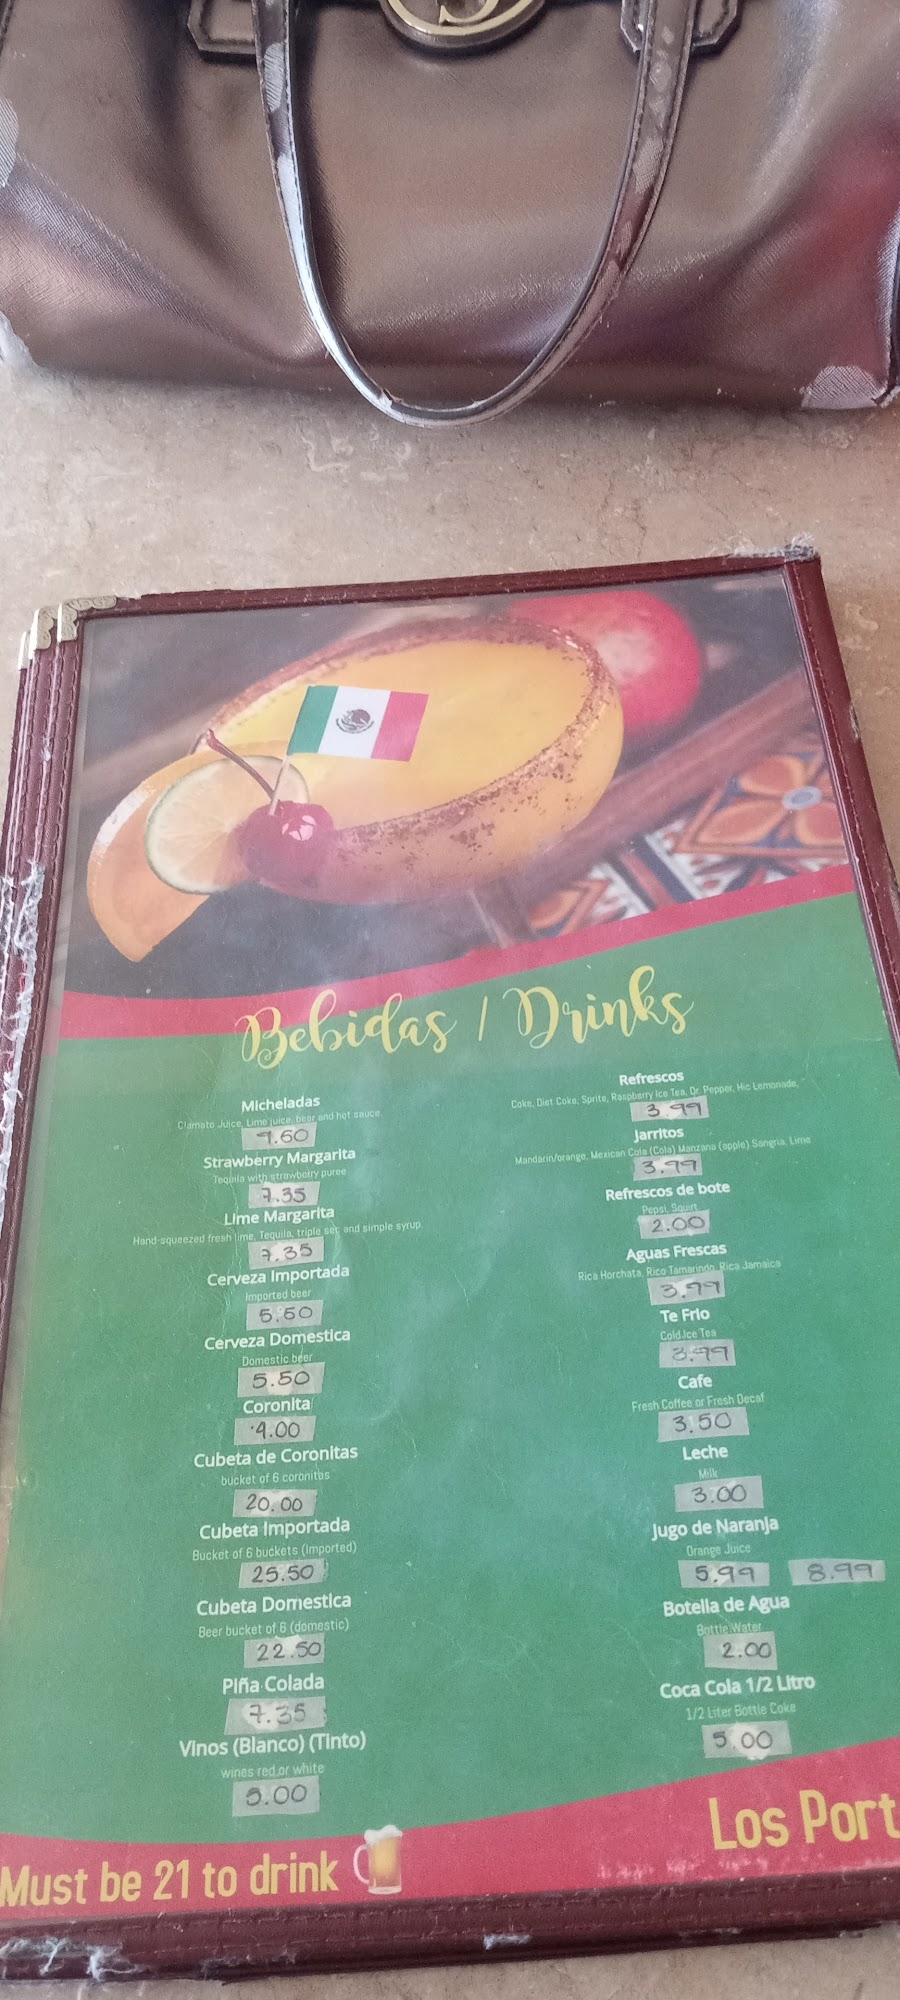 Bebidas / Drinks
Micheladas
Clamato Juice, Lime juice, beer and hot sauce
9.60
Strawberry Margarita
Tequila with strawberry puree
7.35
Lime Margarita
Hand-squeezed fresh lime, Tequila, triple sec and simple syrup
7.35
Cerveza Importada
Imported beer
5.50
Cerveza Domestica
Domestic beer
5.50
Coronita
4.00
Cubeta de Coronitas
bucket of 6 coronitas
20.00
Cubeta Importada
Bucket of 6 buckets (Imported)
25.50
Cubeta Domestica
Beer bucket of 6 (domestic)
22.50
Piña Colada
7.35
Vinos (Blanco) (Tinto)
wines red or white
5.00
Refrescos
Coke, Diet Coke, Sprite, Raspberry Ice Tea, Dr. Pepper, Hic Lemonade,
3.99
Jarritos
Mandarin/orange, Mexican Cola (Cola) Manzana (apple) Sangria, Lime
3.99
Refrescos de bote
Pepsi, Squirt
2.00
Aguas Frescas
Rica Horchata, Rico Tamarindo, Rica Jamaica
3.99
Te Frio
Cold Ice Tea
3.99
Cafe
Fresh Coffee or Fresh Decaf
3.50
Leche
Milk
3.00
Jugo de Naranja
Orange Juice
5.99 8.99
Botella de Agua
Bottle Water
2.00
Coca Cola 1/2 Litro
1/2 Liter Bottle Coke
5.00
Los Port
Must be 21 to drink